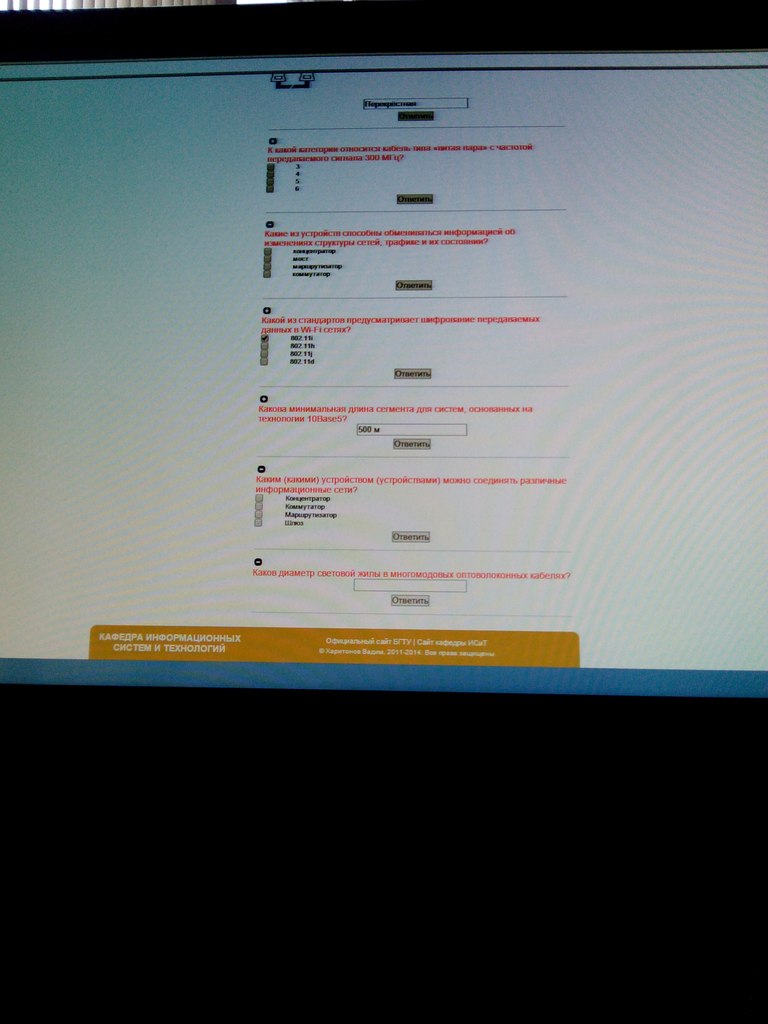 Перекрёстная
Ответить
К какой категории относится кабель типа «витая пара» с частотой
передаваемого сигнала 300 МГц?
3
4
5
6
Ответить
Какие из устройств способны обмениваться информацией об
изменениях структуры сетей, трафике и их состоянии?
концентратор
мост
маршрутизатор
коммутатор
Ответить
Какой из стандартов предусматривает шифрование передаваемых
данных в Wi-Fi сетях?
802.11i
802.11h
802.11j
802.11d
Ответить
Какова минимальная длина сегмента для систем, основанных на
технологии 10Base5?
500 м
Ответить
Каким (какими) устройством (устройствами) можно соединять различные
информационные сети?
Концентратор
Коммутатор
Маршрутизатор
Шлюз
Ответить
Каков диаметр световой жилы в многомодовых оптоволоконных кабелях?
Ответить
КАФЕДРА ИНФОРМАЦИОННЫХ
СИСТЕМ И ТЕХНОЛОГИЙ
Официальный сайт БГТУ | Сайт кафедры ИСиТ
© Харитонов Вадим, 2011-2014. Все права защищены